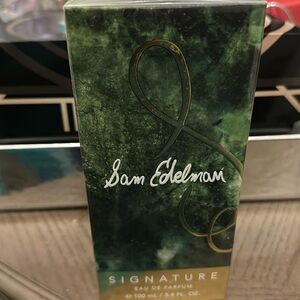 Sam Edelman
SIGNATURE
EAU DE PARFUM
℮ 100 mL / 3.4 FL. OZ.